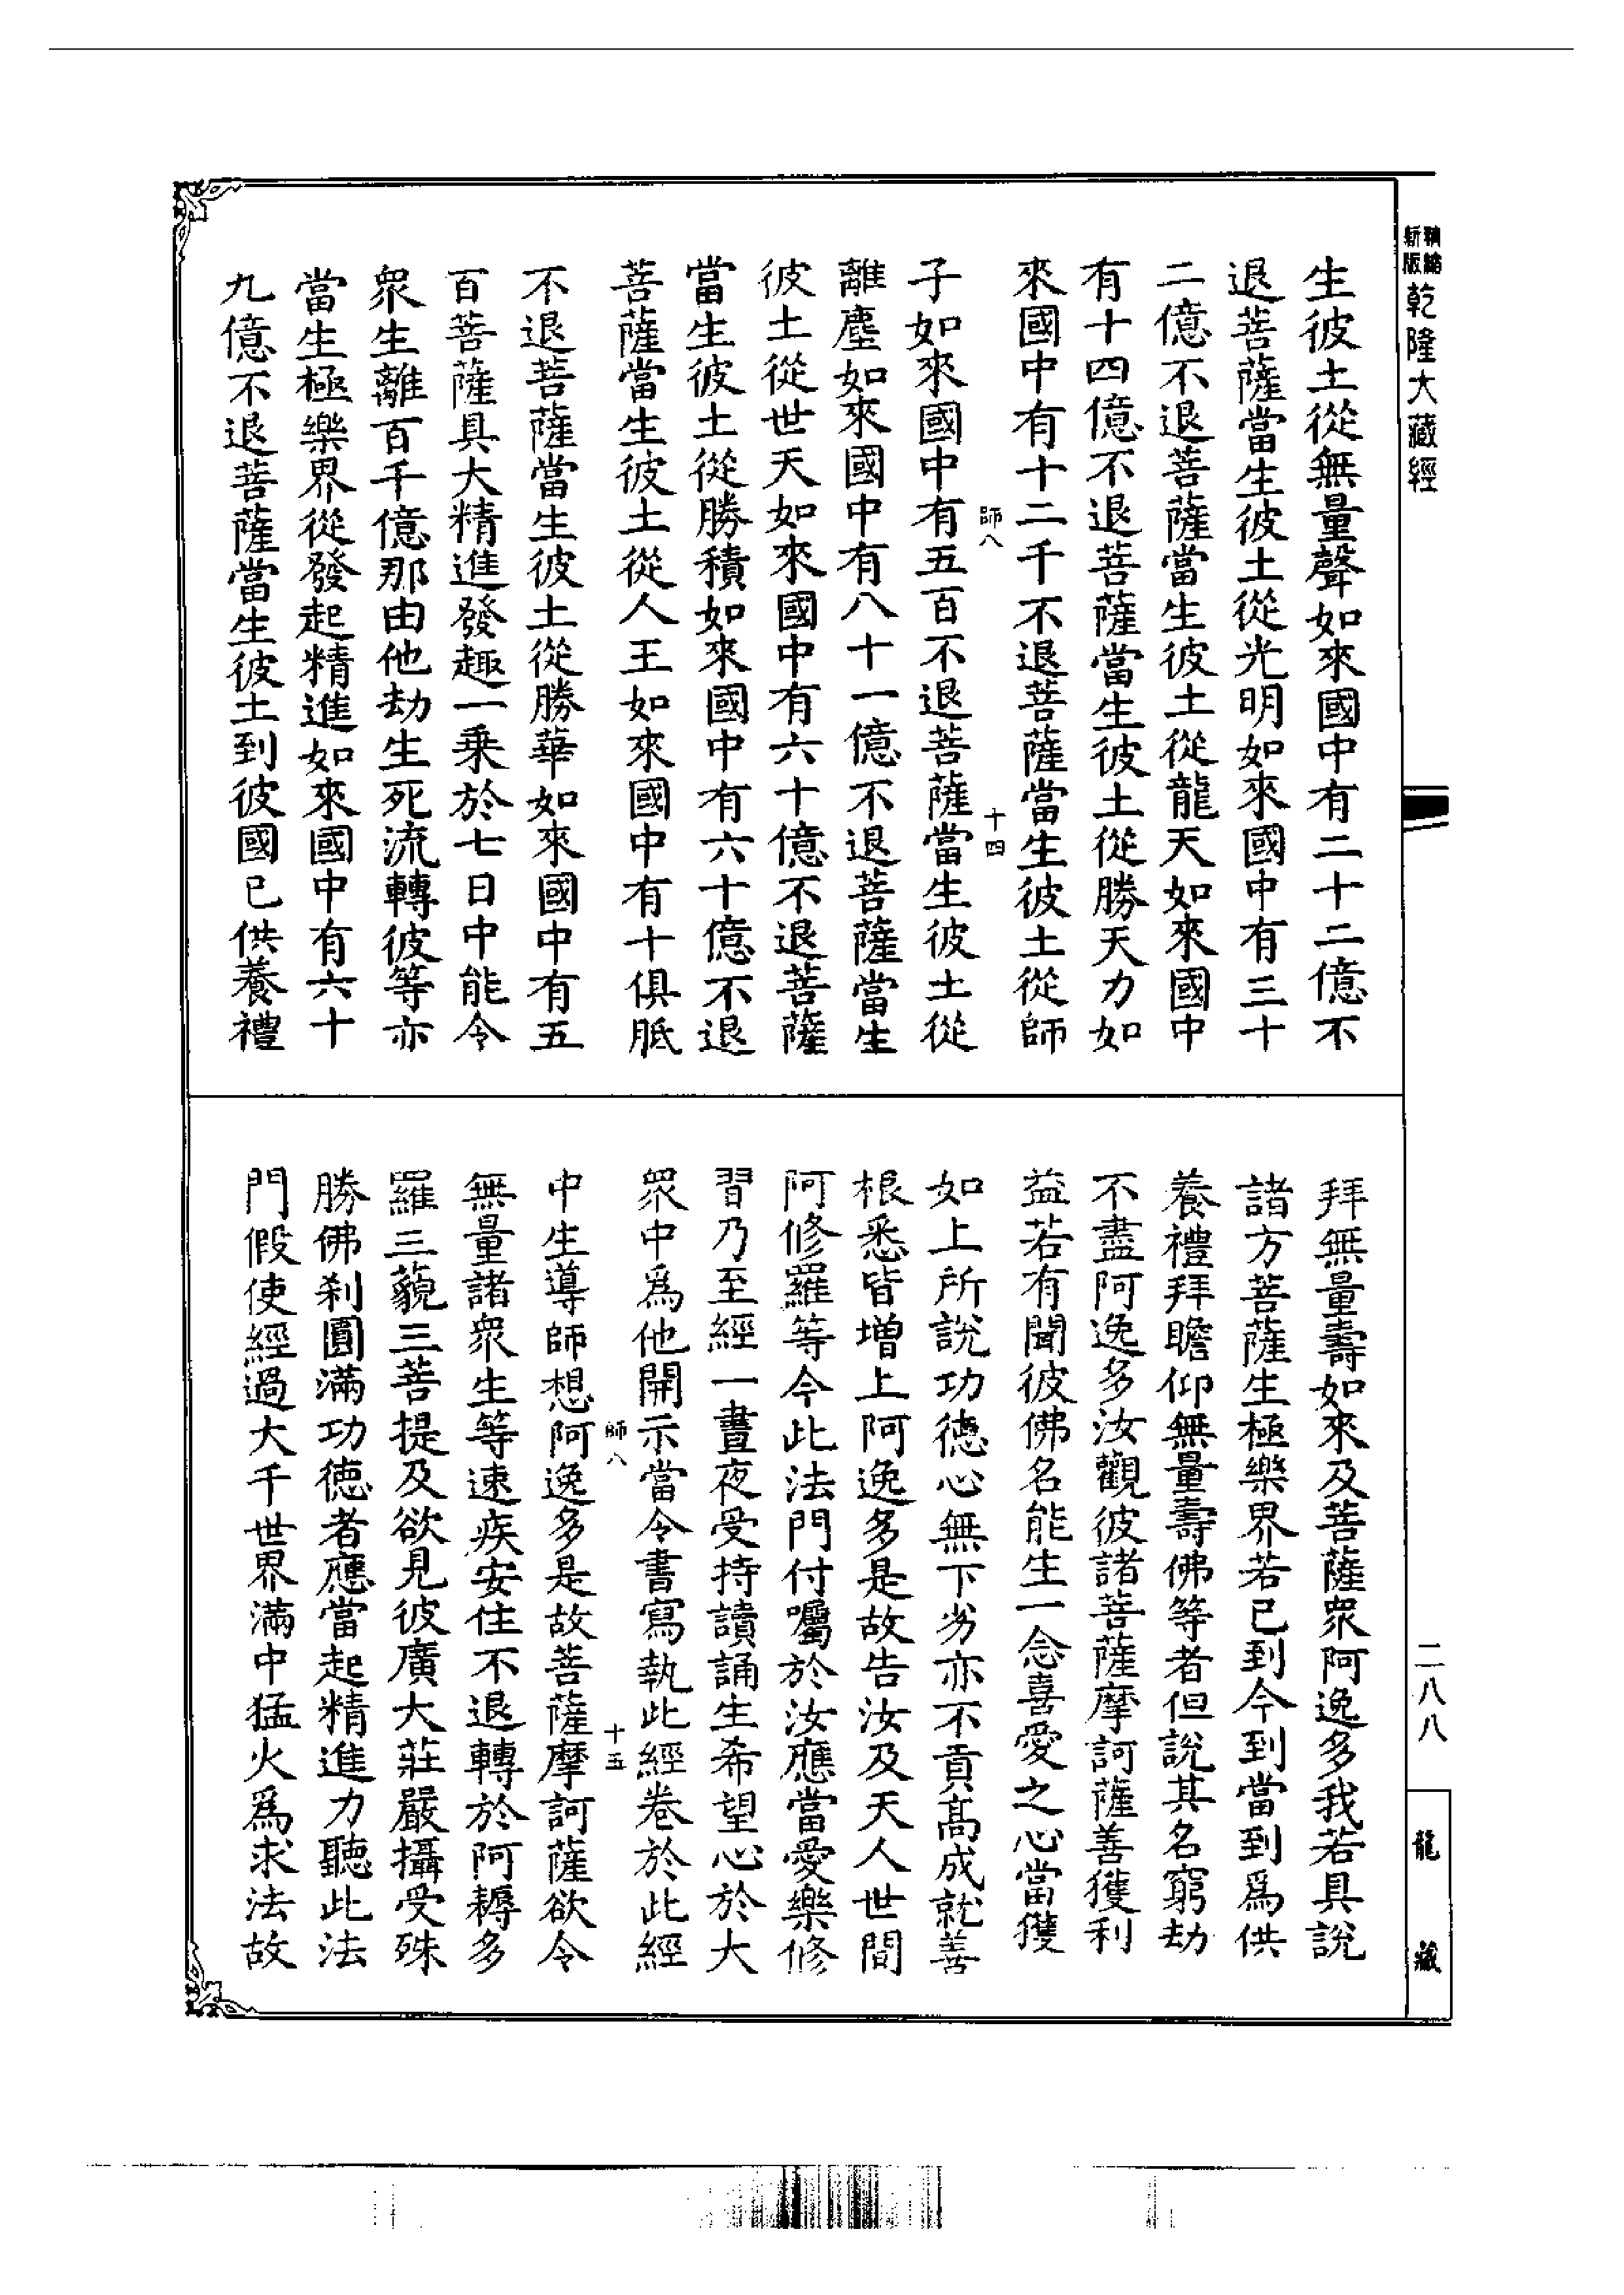 新版
精縮
乾隆大藏經
生彼土從無量聲如來國中有二十二億不
退菩薩當生彼土從光明如來國中有三十
二億不退菩薩當生彼土從龍天如來國中
有十四億不退菩薩當生彼土從勝天力如
來國中有十二千不退菩薩當生彼土從師
師八
十四
子如來國中有五百不退菩薩當生彼土從
離塵如來國中有八十一億不退菩薩當生
彼土從世天如來國中有六十億不退菩薩
當生彼土從勝積如來國中有六十億不退
菩薩當生彼土從人王如來國中有十俱胝
不退菩薩當生彼土從勝華如來國中有五
百菩薩具大精進發趣一乘於七日中能令
衆生離百千億那由他劫生死流轉彼等亦
當生極樂界從發起精進如來國中有六十
九億不退菩薩當生彼土到彼國已供養禮
拜無量壽如來及菩薩衆阿逸多我若具說
諸方菩薩生極樂界若已到今到當到爲供
養禮拜瞻仰無量壽佛等者但說其名窮劫
不盡阿逸多汝觀彼諸菩薩摩訶薩善獲利
益若有聞彼佛名能生一念喜愛之心當獲
如上所說功德心無下劣亦不貢高成就善
根悉皆增上阿逸多是故告汝及天人世間
阿修羅等今此法門付囑於汝應當愛樂修
習乃至經一晝夜受持讀誦生希望心於大
衆中爲他開示當令書寫執此經卷於此經
師八
十五
中生導師想阿逸多是故菩薩摩訶薩欲令
無量諸衆生等速疾安住不退轉於阿耨多
羅三藐三菩提及欲見彼廣大莊嚴攝受殊
勝佛刹圓滿功德者應當起精進力聽此法
門假使經過大千世界滿中猛火爲求法故
二八八
龍藏